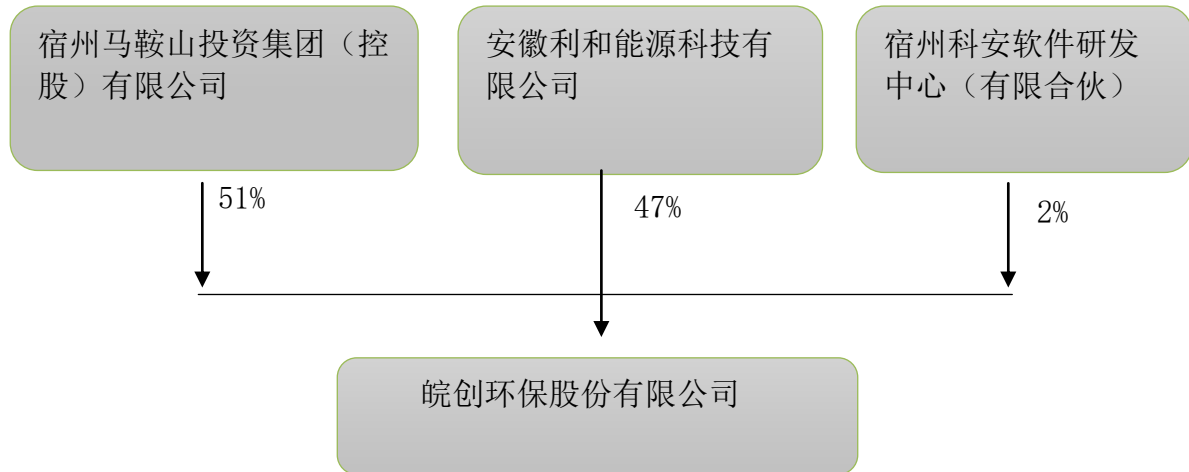 宿州马鞍山投资集团（控
股）有限公司
安徽利和能源科技有
限公司
宿州科安软件研发
中心（有限合伙）
51%
47%
2%
皖创环保股份有限公司